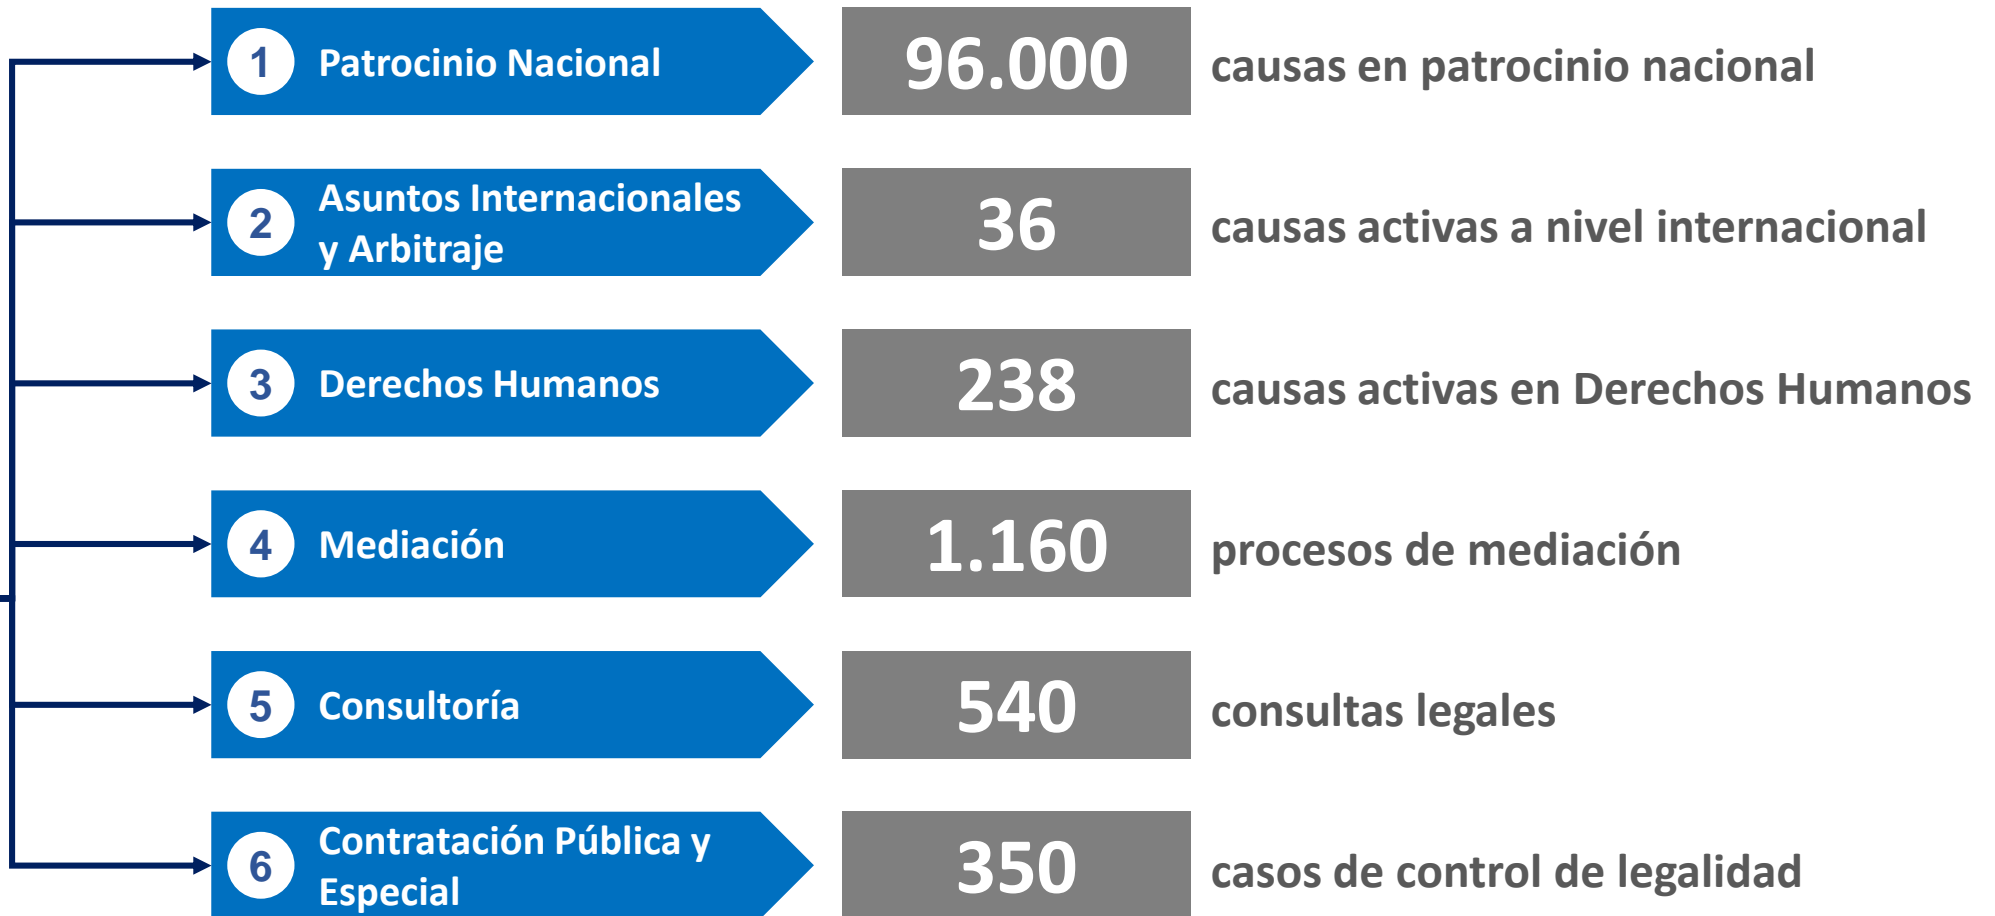 1 Patrocinio Nacional 96.000 causas en patrocinio nacional
2 Asuntos Internacionales
y Arbitraje 36 causas activas a nivel internacional
3 Derechos Humanos 238 causas activas en Derechos Humanos
4 Mediación 1.160 procesos de mediación
5 Consultoría 540 consultas legales
6 Contratación Pública y
Especial 350 casos de control de legalidad